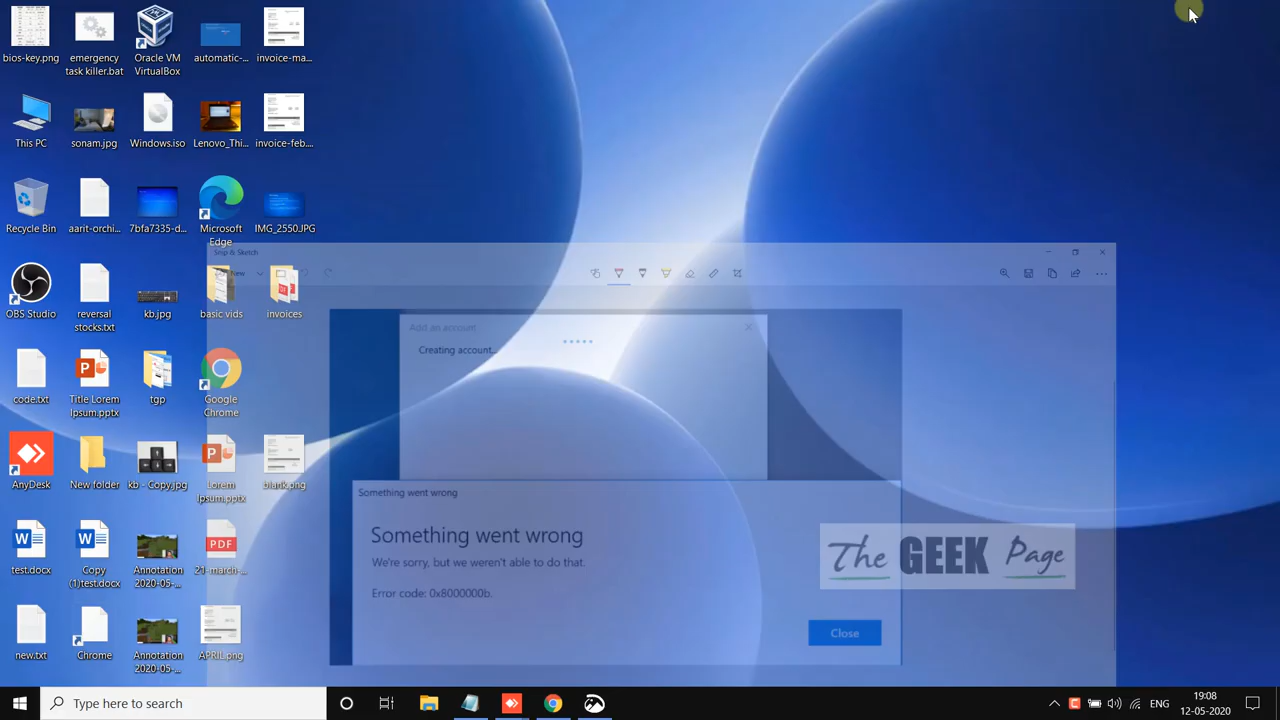 bios-key.png
emergency
task killer.bat
Oracle VM
VirtualBox
automatic-...
invoice-ma...
This PC
sonam.jpg
Windows.iso
Lenovo_Thi...
invoice-feb....
Recycle Bin
aarit-orchi...
7bfa7335-d...
Microsoft
Edge
IMG_2550.JPG
Snip & Sketch
New
OBS Studio
reversal
stocks.txt
kb.jpg
basic vids
invoices
Add an account
Creating account...
code.txt
Title Lorem
Ipsum.pptx
tgp
Google
Chrome
AnyDesk
New folder
kb - Copy.jpg
Lorem
Ipsum.pptx
blank.png
Something went wrong
Something went wrong
We're sorry, but we weren't able to do that.
Error code: 0x8000000b.
Close
The GEEK Page
test.docx
Copy
(1)test.docx
Annotation
2020-05-...
PDF
21-march-...
new.txt
Chrome
Annotation
2020-05-...
APRIL.png
Type here to search
ENG
19:08
12-05-2020